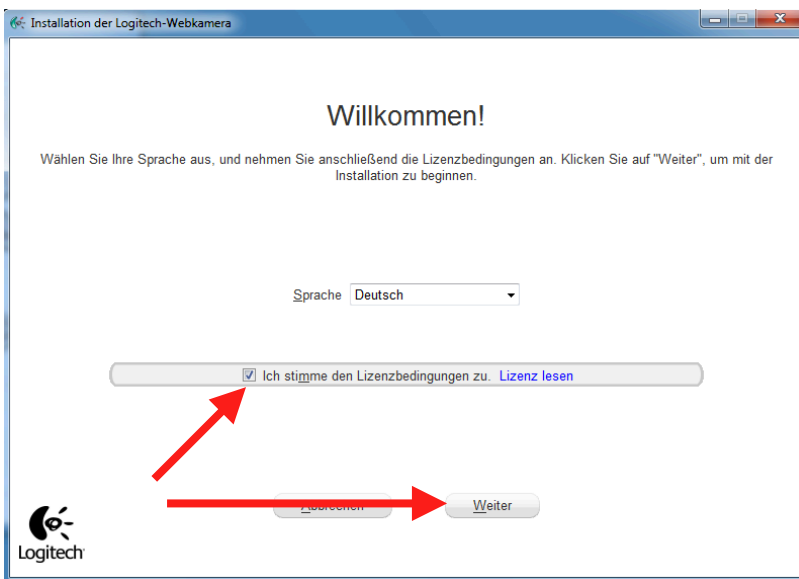 Installation der Logitech-Webkamera
Willkommen!
Wählen Sie Ihre Sprache aus, und nehmen Sie anschließend die Lizenzbedingungen an. Klicken Sie auf "Weiter", um mit der
Installation zu beginnen.
Sprache Deutsch
Ich stimme den Lizenzbedingungen zu. Lizenz lesen
Weiter
Logitech